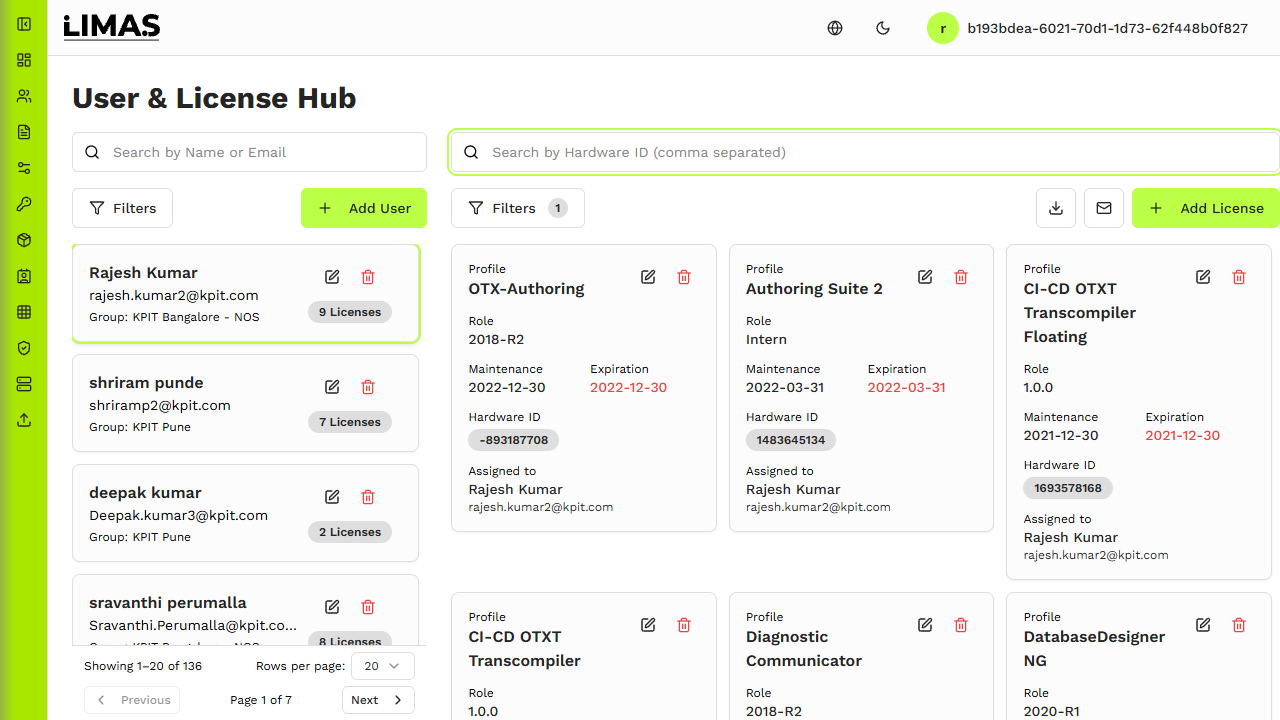 LIMAS
r
b193bdea-6021-70d1-1d73-62f448b0f827
User & License Hub
Search by Name or Email
Search by Hardware ID (comma separated)
Filters
Add User
Filters
1
Add License
Rajesh Kumar
rajesh.kumar2@kpit.com
Group: KPIT Bangalore - NOS
9 Licenses
shriram punde
shriramp2@kpit.com
Group: KPIT Pune
7 Licenses
deepak kumar
Deepak.kumar3@kpit.com
Group: KPIT Pune
2 Licenses
sravanthi perumalla
Sravanthi.Perumalla@kpit.co...
8 Licenses
Showing 1–20 of 136
Rows per page:
20
Previous
Page 1 of 7
Next
Profile
OTX-Authoring
Role
2018-R2
Maintenance
2022-12-30
Expiration
2022-12-30
Hardware ID
-893187708
Assigned to
Rajesh Kumar
rajesh.kumar2@kpit.com
Profile
Authoring Suite 2
Role
Intern
Maintenance
2022-03-31
Expiration
2022-03-31
Hardware ID
1483645134
Assigned to
Rajesh Kumar
rajesh.kumar2@kpit.com
Profile
CI-CD OTXT
Transcompiler
Floating
Role
1.0.0
Maintenance
2021-12-30
Expiration
2021-12-30
Hardware ID
1693578168
Assigned to
Rajesh Kumar
rajesh.kumar2@kpit.com
Profile
CI-CD OTXT
Transcompiler
Role
1.0.0
Profile
Diagnostic
Communicator
Role
2018-R2
Profile
DatabaseDesigner
NG
Role
2020-R1